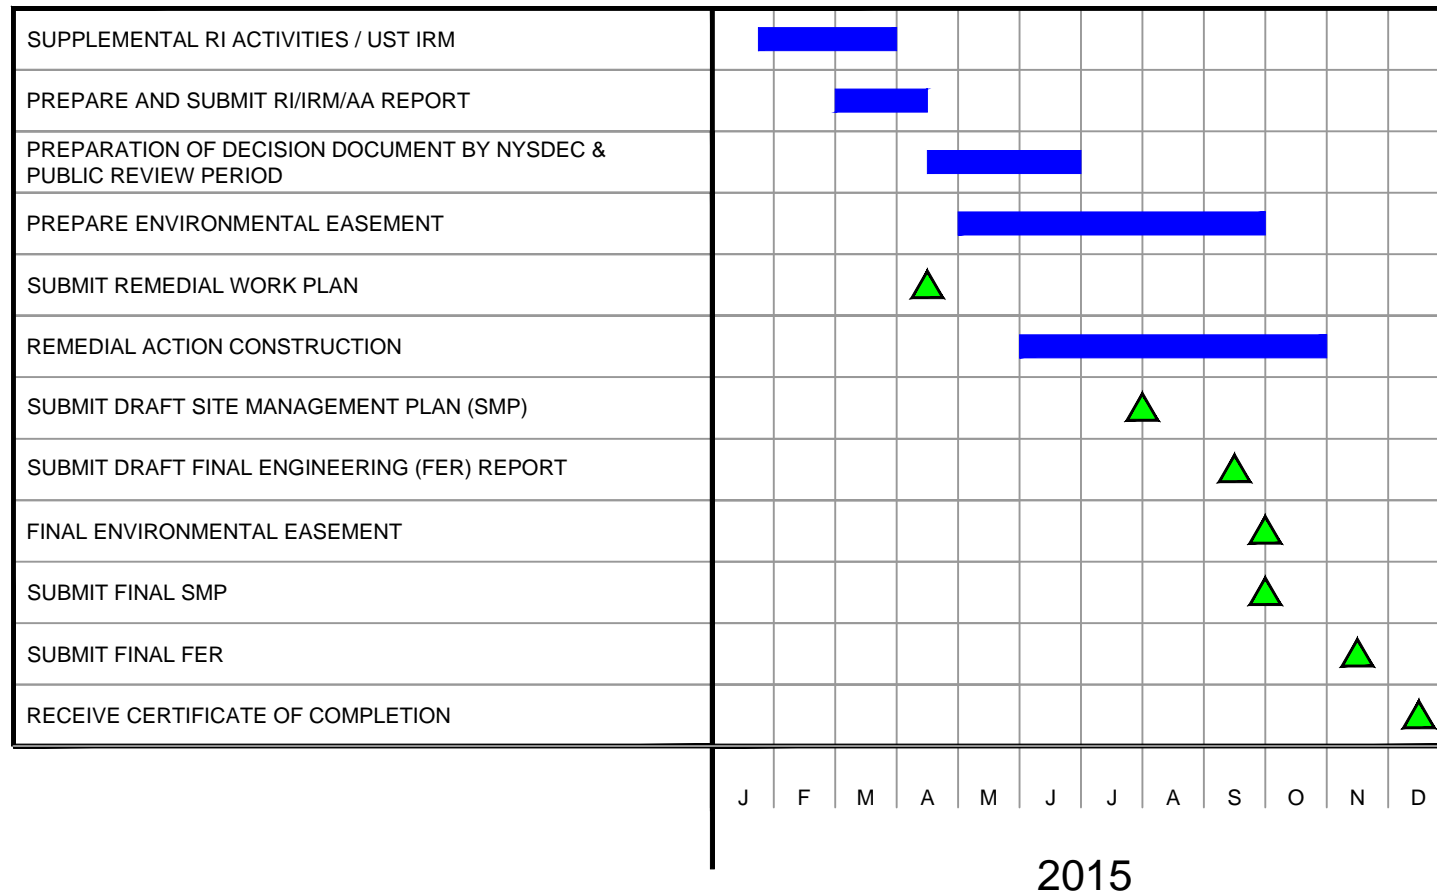 SUPPLEMENTAL RI ACTIVITIES / UST IRM
PREPARE AND SUBMIT RI/IRM/AA REPORT
PREPARATION OF DECISION DOCUMENT BY NYSDEC &
PUBLIC REVIEW PERIOD
PREPARE ENVIRONMENTAL EASEMENT
SUBMIT REMEDIAL WORK PLAN
REMEDIAL ACTION CONSTRUCTION
SUBMIT DRAFT SITE MANAGEMENT PLAN (SMP)
SUBMIT DRAFT FINAL ENGINEERING (FER) REPORT
FINAL ENVIRONMENTAL EASEMENT
SUBMIT FINAL SMP
SUBMIT FINAL FER
RECEIVE CERTIFICATE OF COMPLETION
J F M A M J J A S O N D
2015